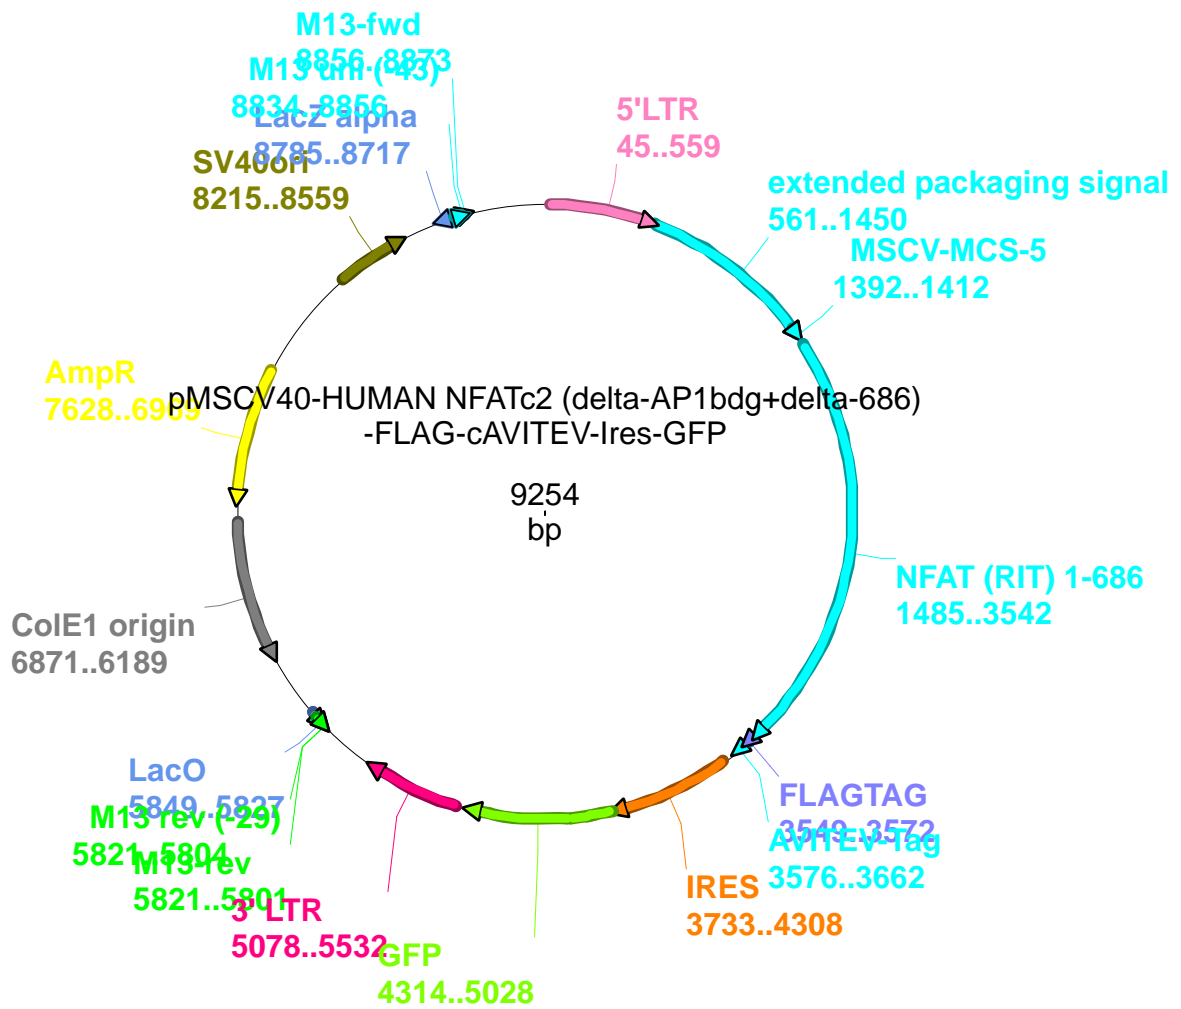 M13-fwd
8856..8873
M13 uni (-43)
8834..8856
LacZ alpha
8785..8717
SV40ori
8215..8559
5'LTR
45..559
extended packaging signal
561..1450
MSCV-MCS-5
1392..1412
AmpR
7628..6969
pMSCV40-HUMAN NFATc2 (delta-AP1bdg+delta-686)
-FLAG-cAVITEV-Ires-GFP
9254
bp
NFAT (RIT) 1-686
1485..3542
ColE1 origin
6871..6189
LacO
5849..5827
M13 rev (-29)
5821..5804
M13-rev
5821..5801
FLAGTAG
3549..3572
AVITEV-Tag
3576..3662
IRES
3733..4308
3' LTR
5078..5532
GFP
4314..5028